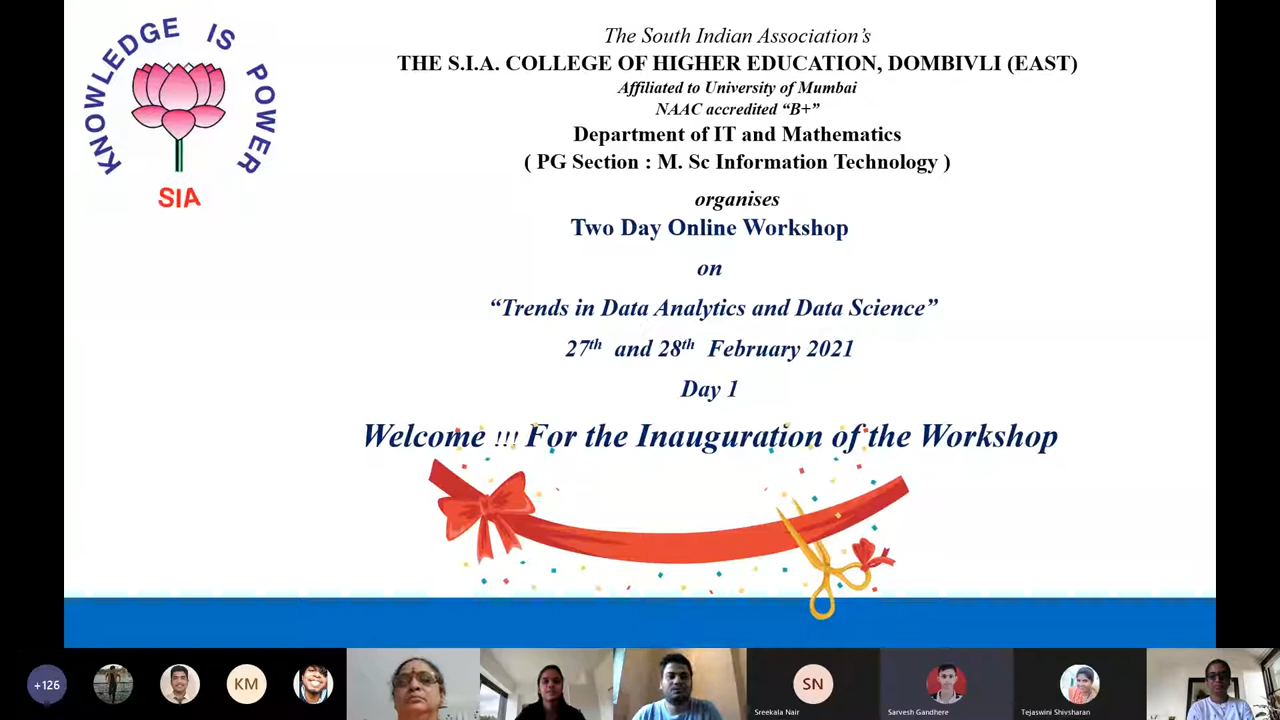 KNOWLEDGE IS POWER
SIA
The South Indian Association’s
THE S.I.A. COLLEGE OF HIGHER EDUCATION, DOMBIVLI (EAST)
Affiliated to University of Mumbai
NAAC accredited “B+”
Department of IT and Mathematics
( PG Section : M. Sc Information Technology )
organises
Two Day Online Workshop
on
“Trends in Data Analytics and Data Science”
27th and 28th February 2021
Day 1
Welcome !!! For the Inauguration of the Workshop
+126
KM
SN
Sreekala Nair
Sarvesh Gandhere
Tejaswini Shivsharan